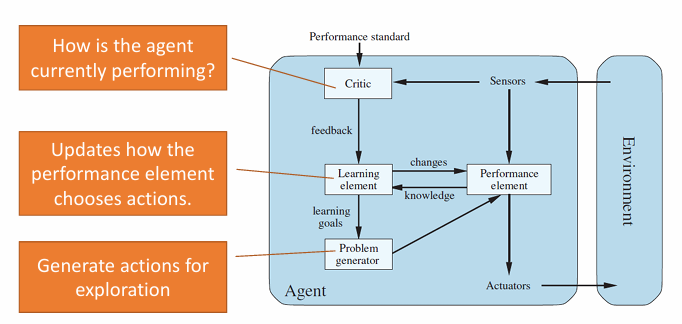 How is the agent
currently performing?
Updates how the
performance element
chooses actions.
Generate actions for
exploration
Performance standard
Critic
Sensors
feedback
Learning
element
changes
knowledge
Performance
element
learning
goals
Problem
generator
Agent
Actuators
Environment